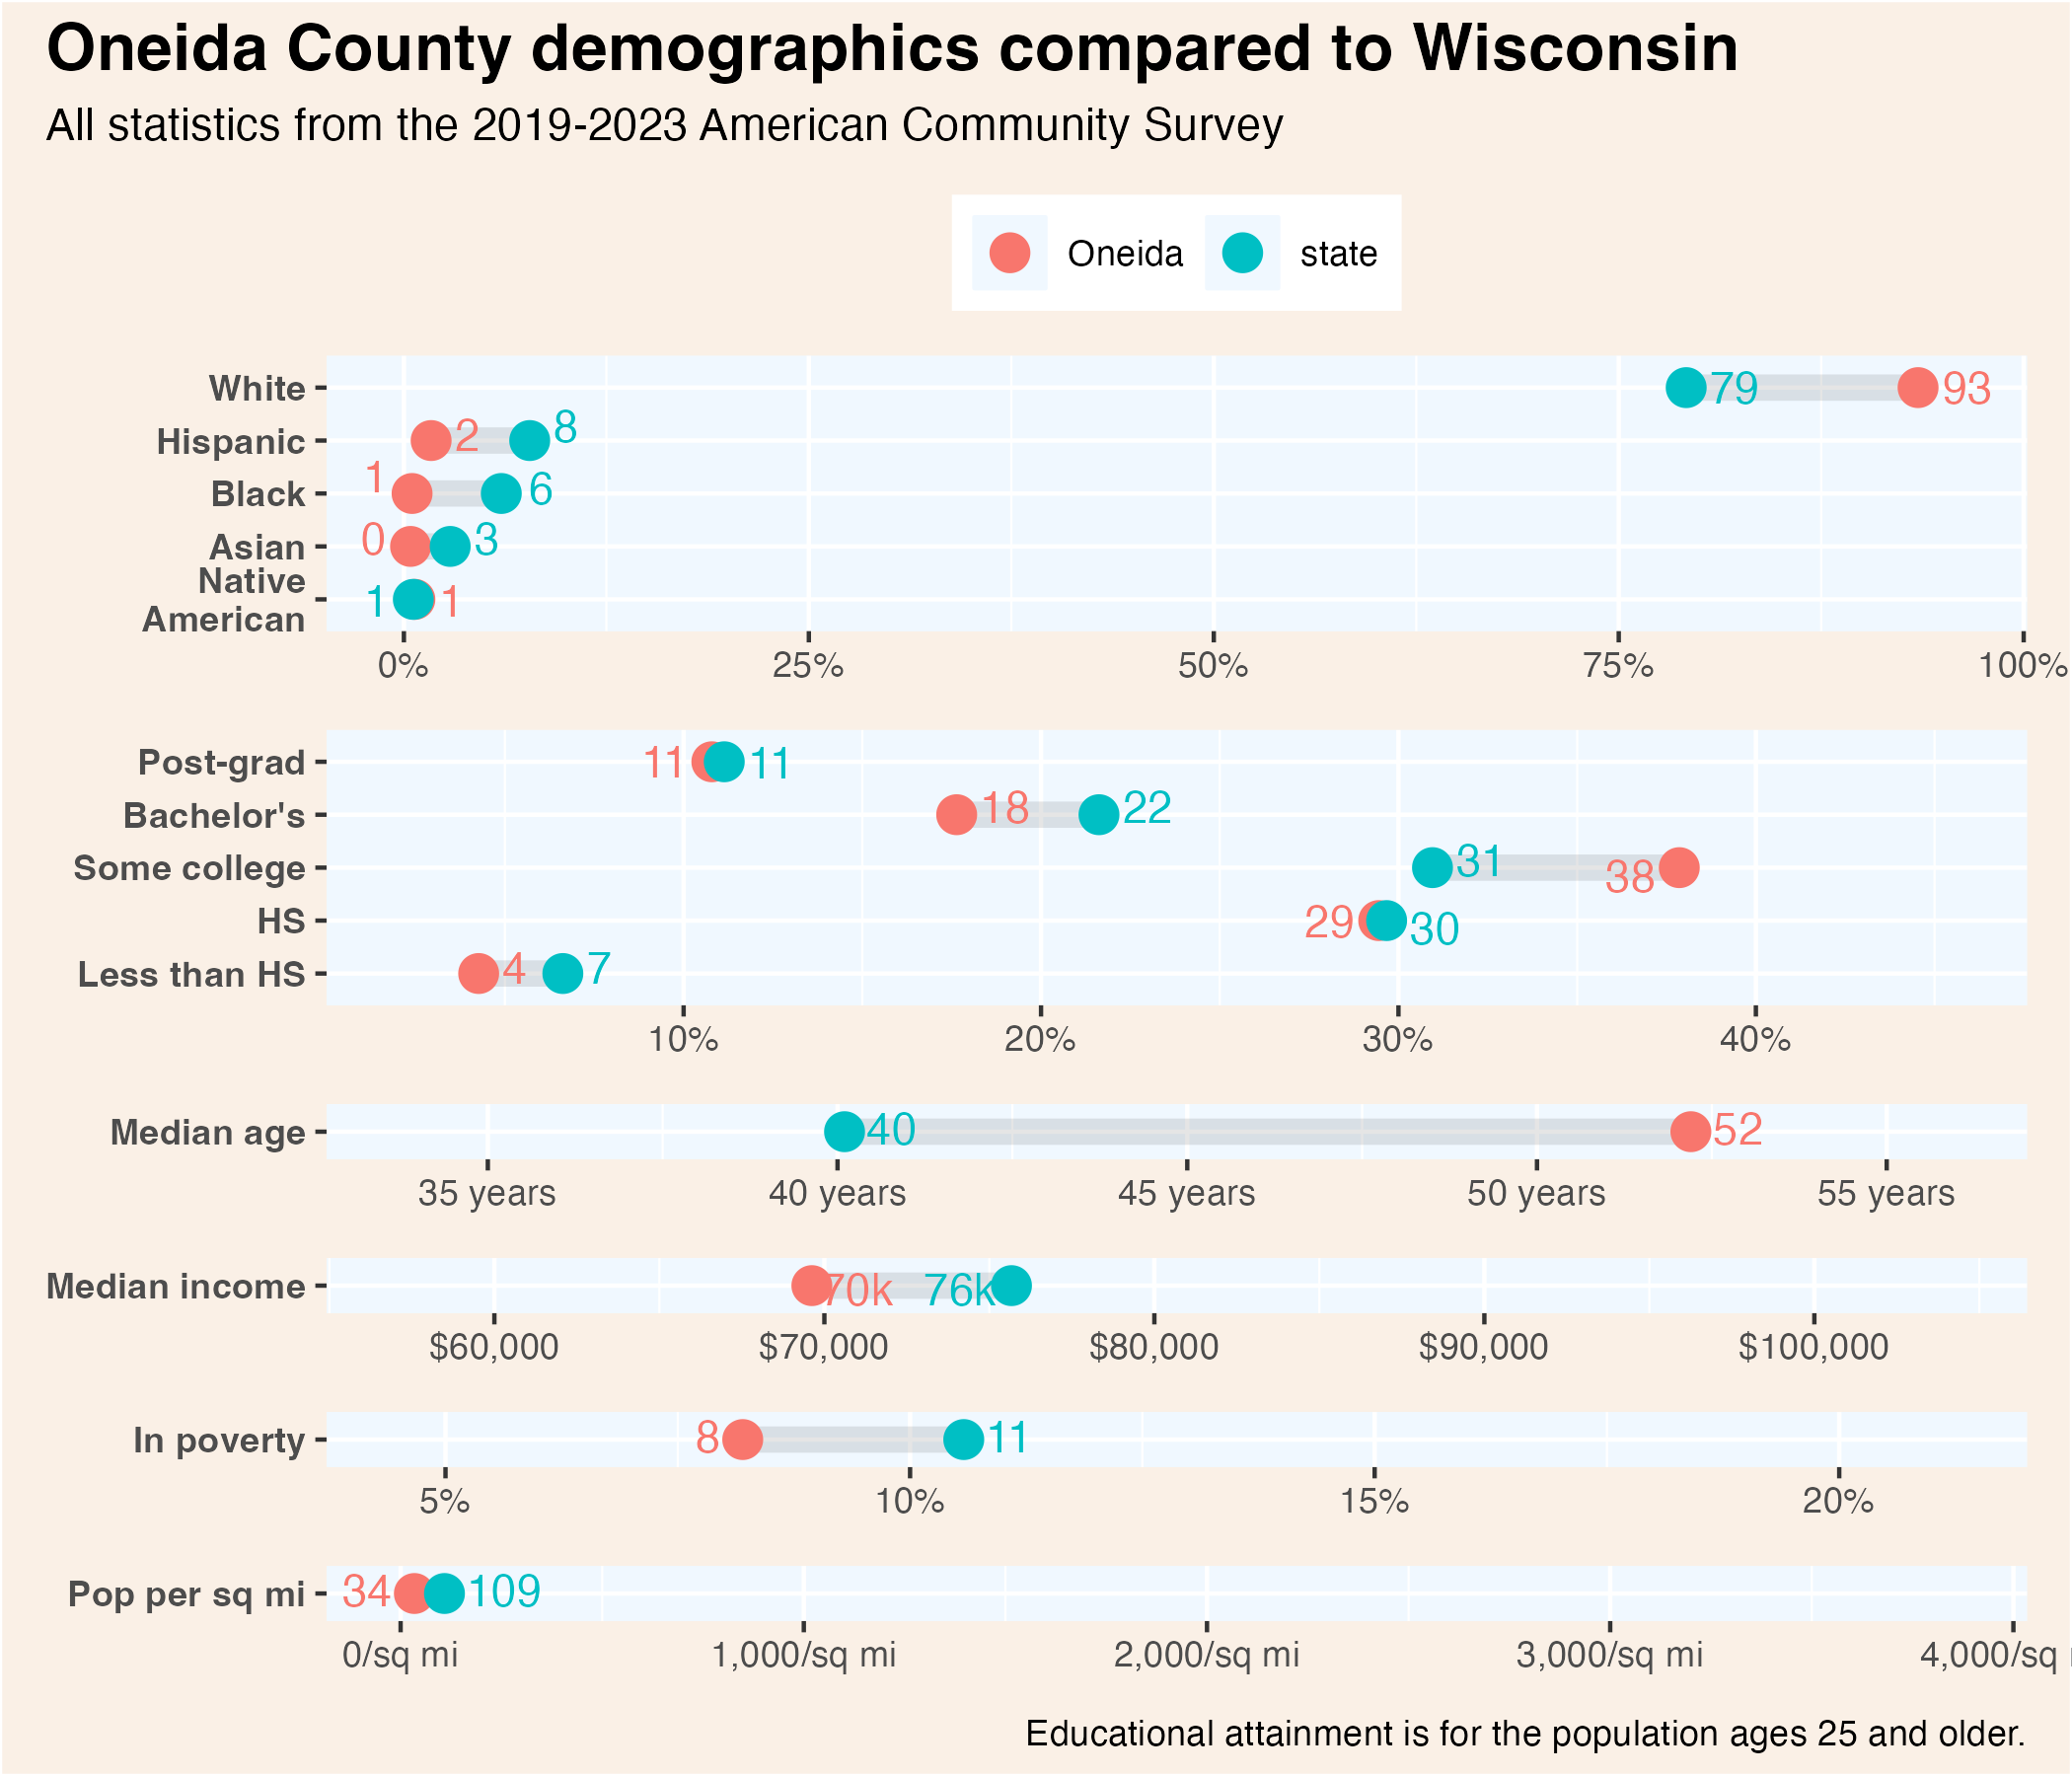 Oneida County demographics compared to Wisconsin
All statistics from the 2019-2023 American Community Survey
Oneida state
White 79 93
Hispanic 2 8
Black 1 6
Asian 0 3
Native
American 1 1
0% 25% 50% 75% 100%
Post-grad 11 11
Bachelor's 18 22
Some college 31 38
HS 29 30
Less than HS 4 7
10% 20% 30% 40%
Median age 40 52
35 years 40 years 45 years 50 years 55 years
Median income 70k 76k
$60,000 $70,000 $80,000 $90,000 $100,000
In poverty 8 11
5% 10% 15% 20%
Pop per sq mi 34 109
0/sq mi 1,000/sq mi 2,000/sq mi 3,000/sq mi 4,000/sq
Educational attainment is for the population ages 25 and older.